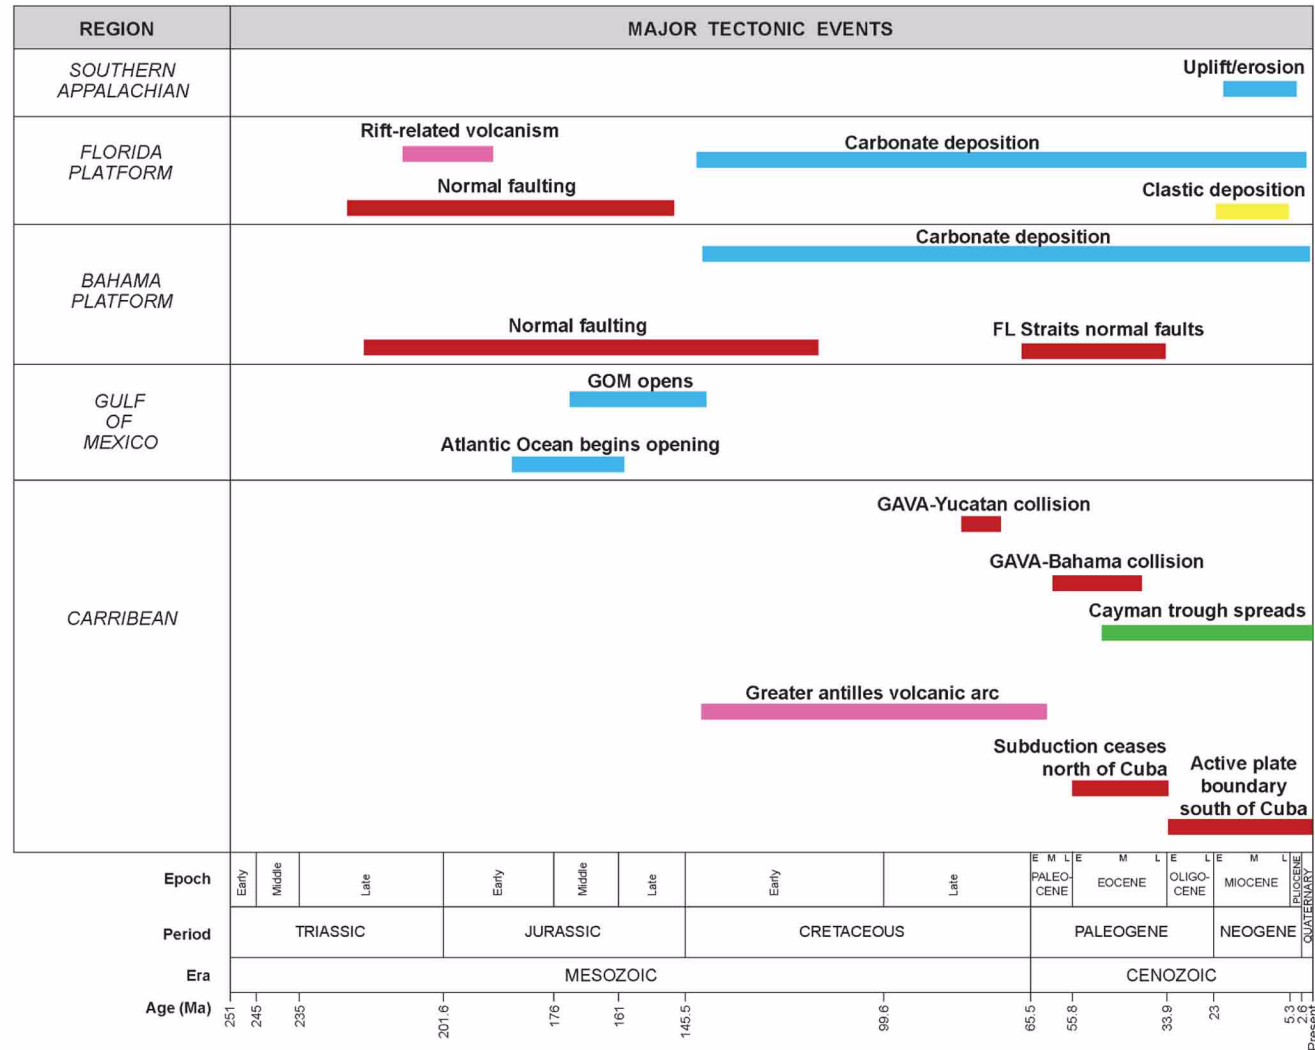 REGION
MAJOR TECTONIC EVENTS
SOUTHERN
APPALACHIAN
Uplift/erosion
FLORIDA
PLATFORM
Rift-related volcanism
Carbonate deposition
Normal faulting
Clastic deposition
BAHAMA
PLATFORM
Carbonate deposition
Normal faulting
FL Straits normal faults
GULF
OF
MEXICO
GOM opens
Atlantic Ocean begins opening
CARRIBEAN
GAVA-Yucatan collision
GAVA-Bahama collision
Cayman trough spreads
Greater antilles volcanic arc
Subduction ceases
north of Cuba
Active plate
boundary
south of Cuba
Epoch
Early
Middle
Late
Early
Middle
Late
Early
Late
E M L
PALEO-
CENE
E M L
EOCENE
E L
OLIGO-
CENE
E M L
MIOCENE
PLIOCENE
QUATERNARY
Period
TRIASSIC
JURASSIC
CRETACEOUS
PALEOGENE
NEOGENE
Era
MESOZOIC
CENOZOIC
Age (Ma)
251
245
235
201.6
176
161
145.5
99.6
65.5
55.8
33.9
23
5.3
2.6
Present